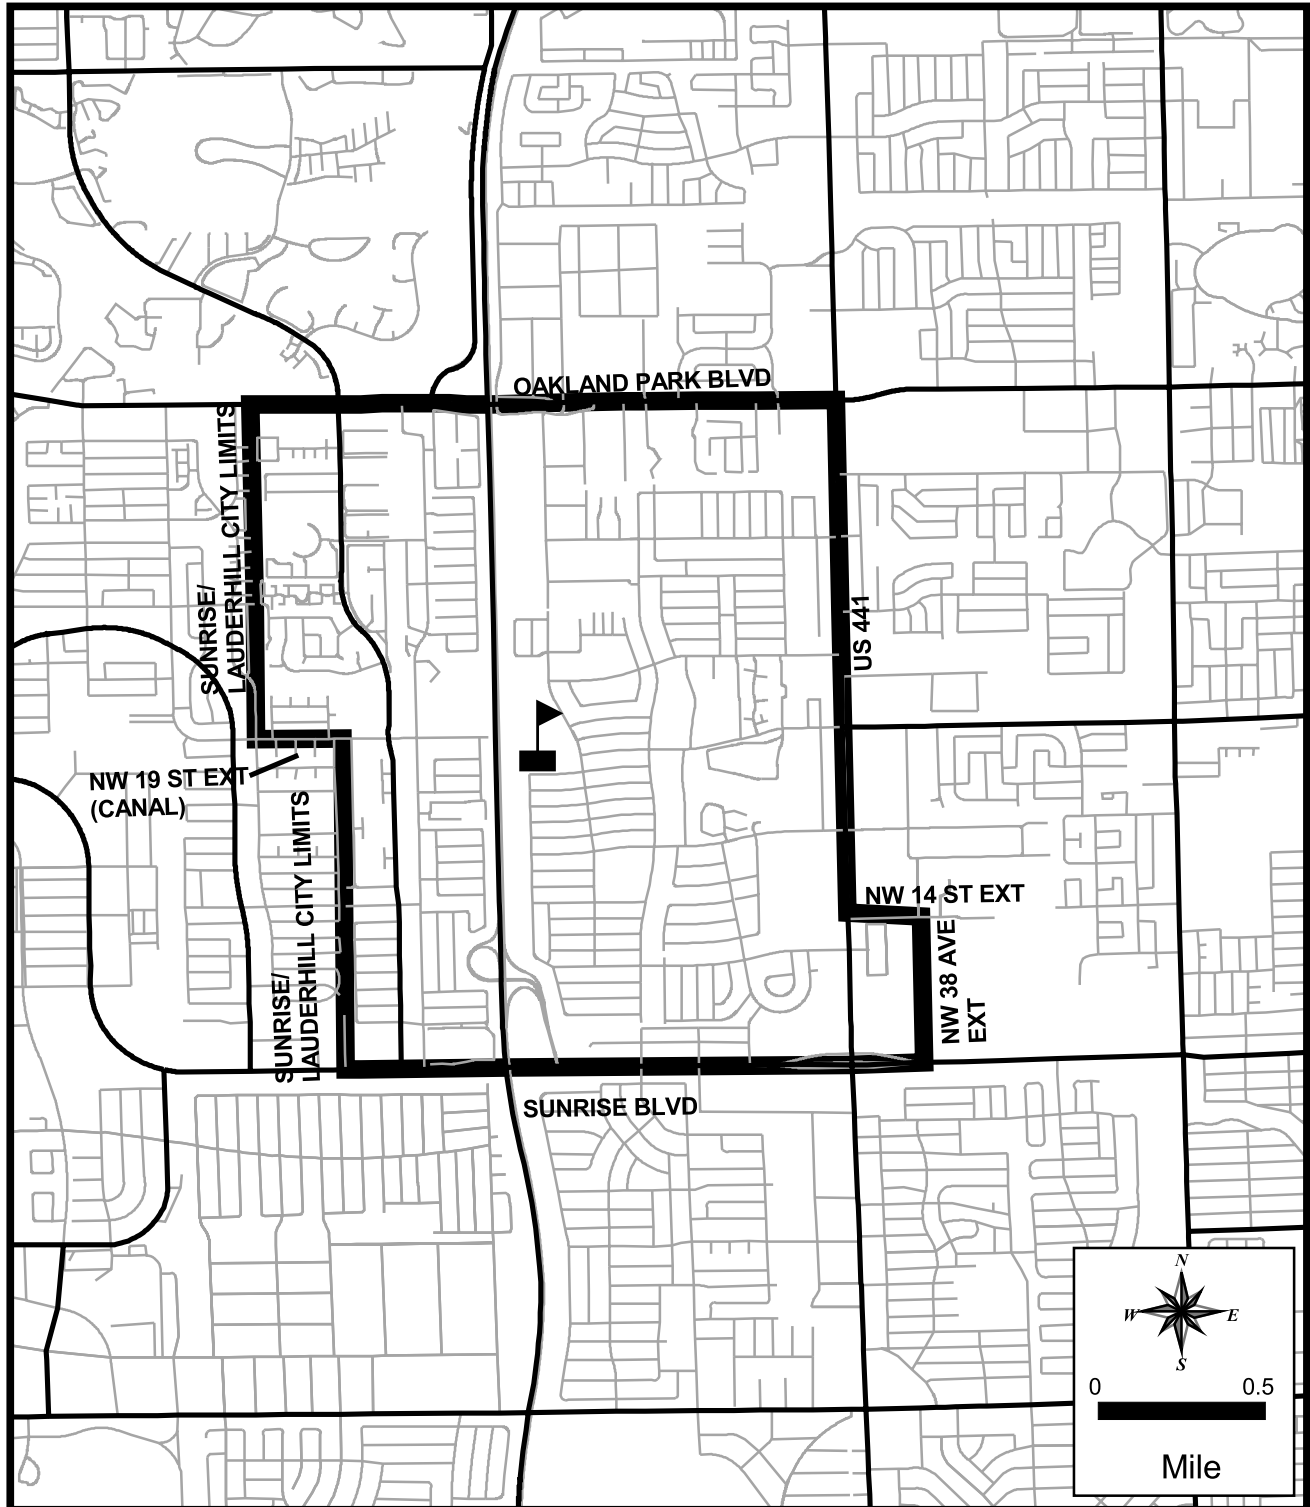 OAKLAND PARK BLVD
SUNRISE/
LAUDERHILL CITY LIMITS
US 441
NW 19 ST EXT
(CANAL)
SUNRISE/
LAUDERHILL CITY LIMITS
NW 14 ST EXT
NW 38 AVE
EXT
SUNRISE BLVD
N
W
E
S
0
0.5
Mile